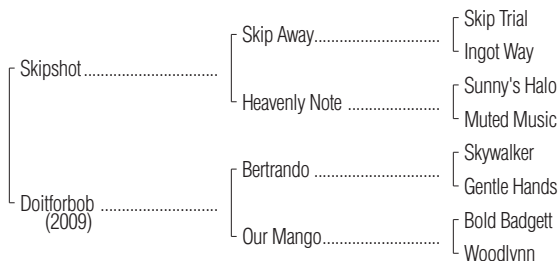 Skip Trial
Skip Away
Ingot Way
Skipshot
Sunny's Halo
Heavenly Note
Muted Music
Skywalker
Bertrando
Gentle Hands
Doitforbob
(2009)
Bold Badgett
Our Mango
Woodlynn